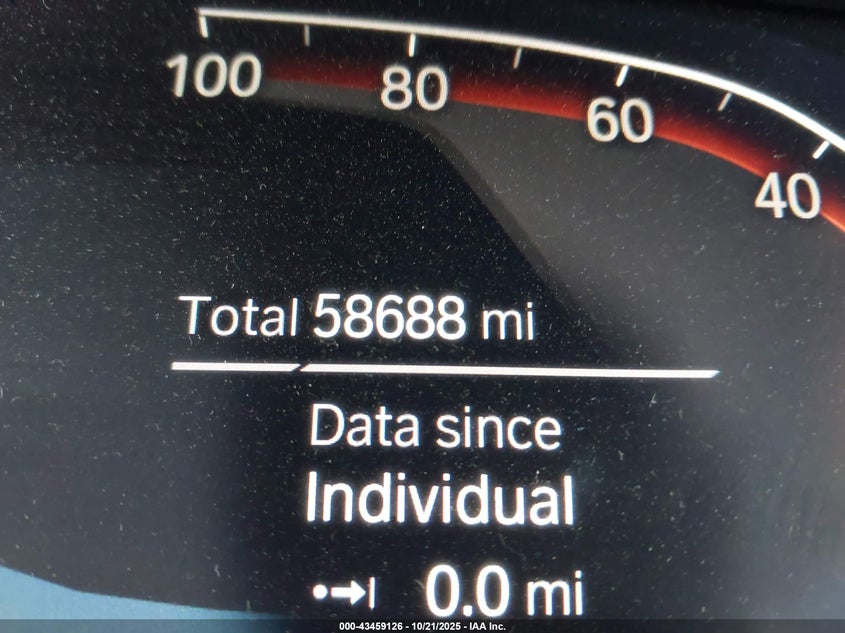 100
80
60
40
Total 58688 mi
Data since
Individual
0.0 mi
000-43459126 - 10/21/2025 - IAA Inc.